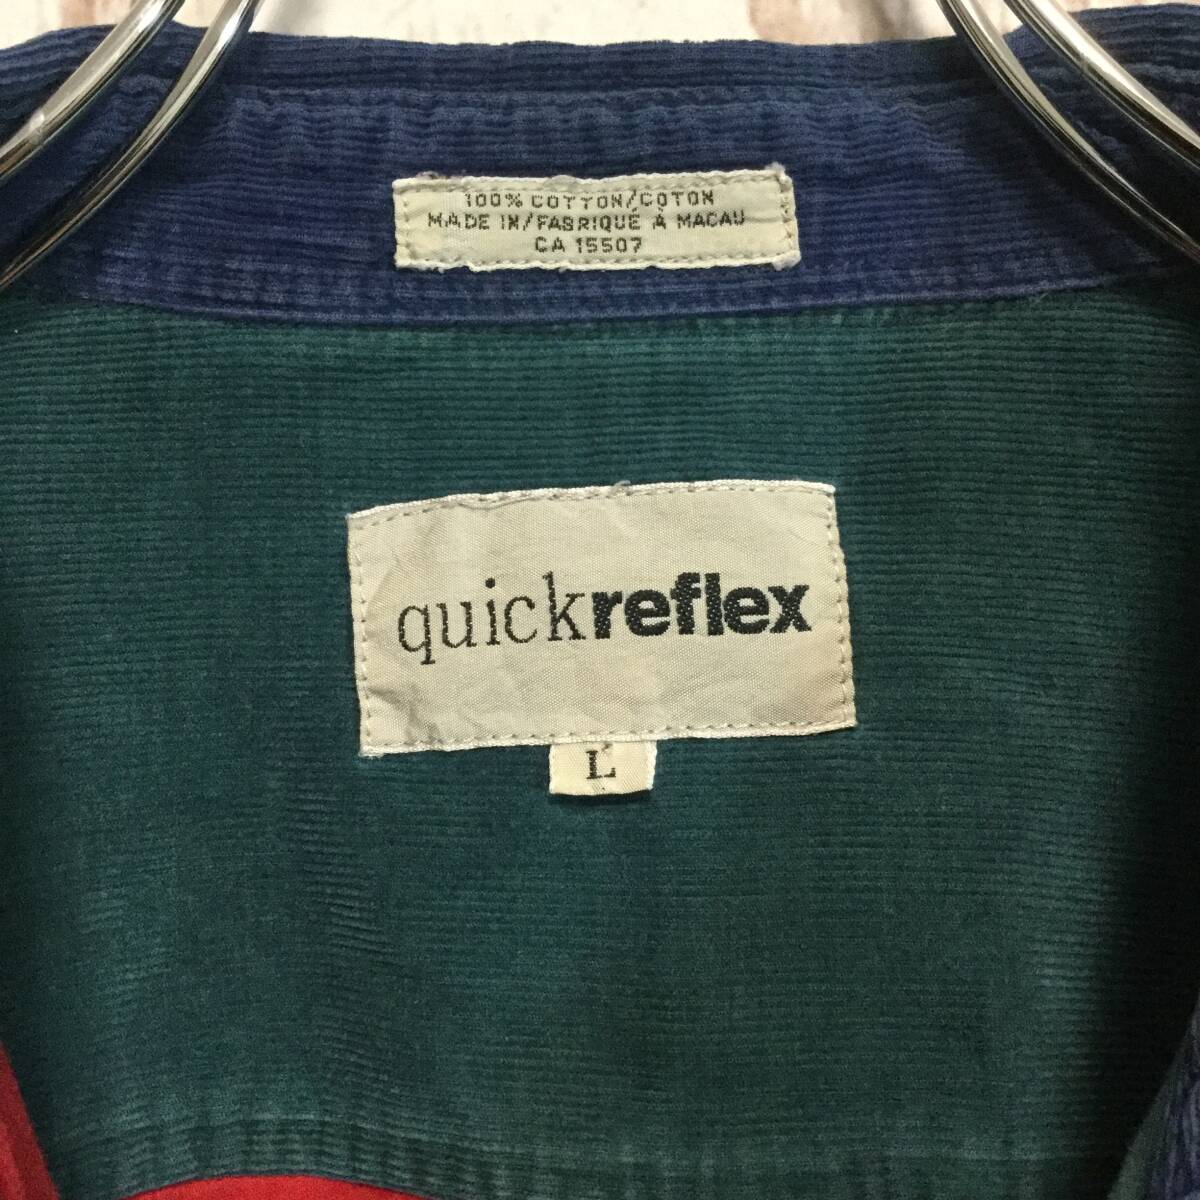 100% COTTON/COTON
MADE IN/FABRIQUÉ À MACAU
CA 15507
quickreflex
L